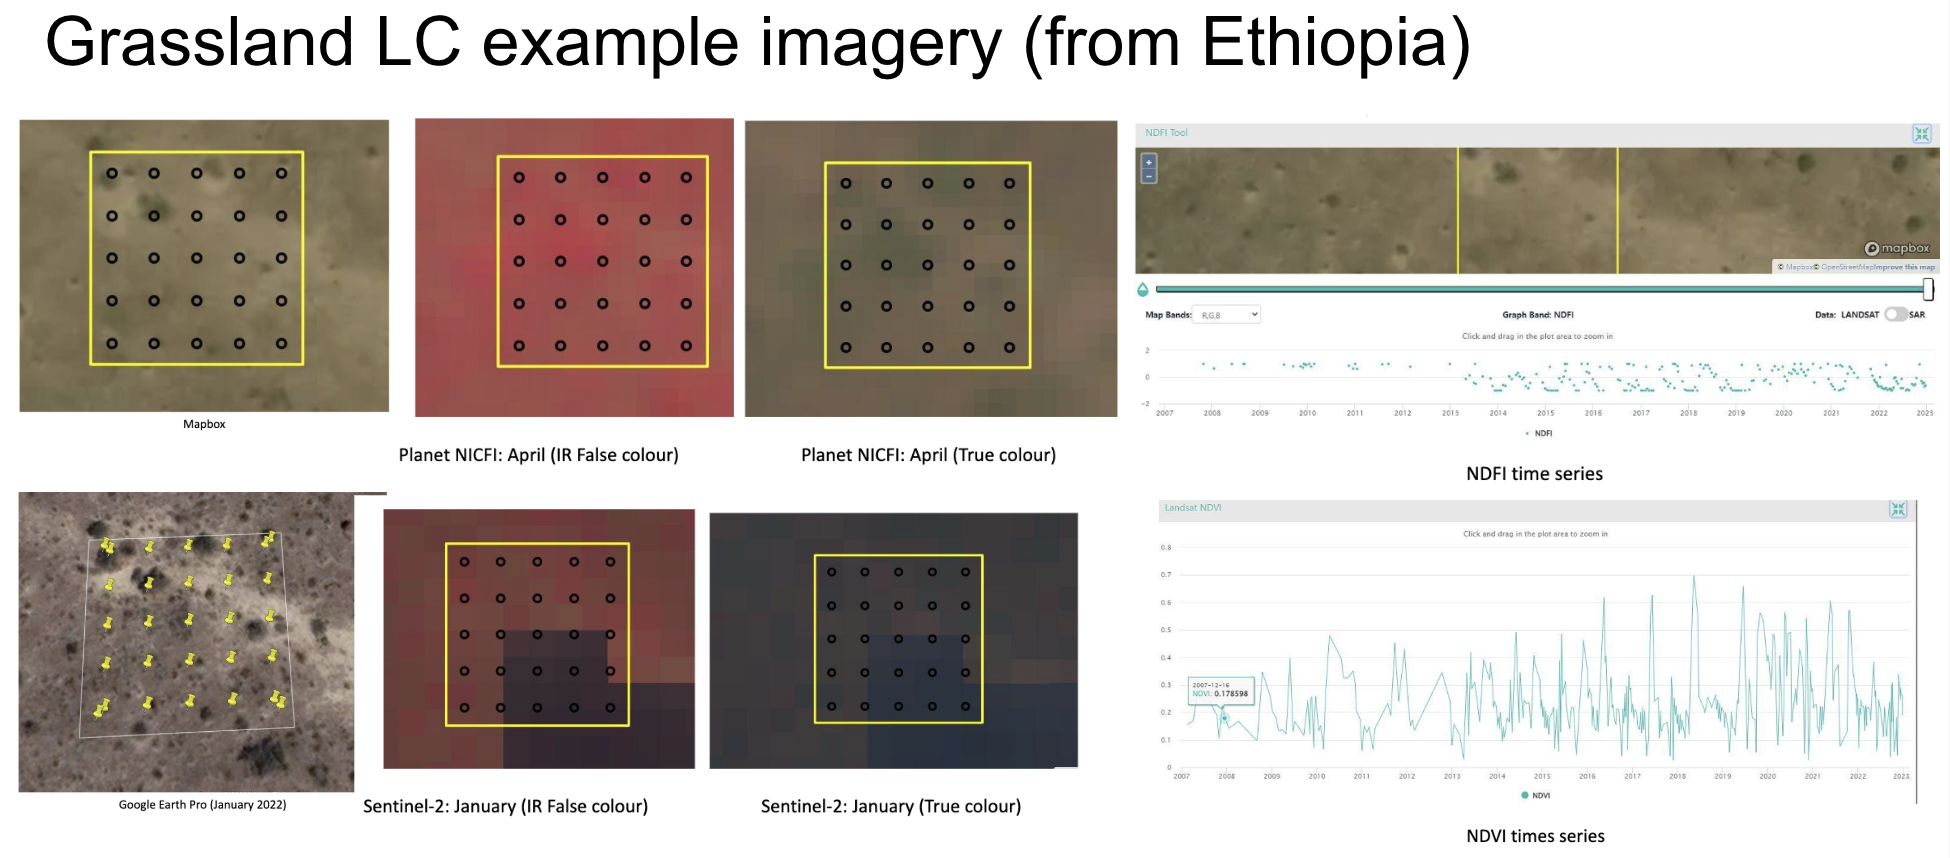 Grassland LC example imagery (from Ethiopia)
Mapbox
Planet NICFI: April (IR False colour)
Planet NICFI: April (True colour)
NDFI Tool
+
−
mapbox
© Mapbox© OpenStreetMapImprove this map
Map Bands: R,G,B
Graph Band: NDFI
Data: LANDSAT SAR
Click and drag in the plot area to zoom in
2
0
−2
2007 2008 2009 2010 2011 2012 2013 2014 2015 2016 2017 2018 2019 2020 2021 2022 2023
NDFI
NDFI time series
Google Earth Pro (January 2022)
Sentinel-2: January (IR False colour)
Sentinel-2: January (True colour)
Landsat NDVI
Click and drag in the plot area to zoom in
0.8
0.7
0.6
0.5
0.4
0.3
0.2
0.1
0
2007-12-16
NDVI: 0.178598
2007 2008 2009 2010 2011 2012 2013 2014 2015 2016 2017 2018 2019 2020 2021 2022 2023
NDVI
NDVI times series